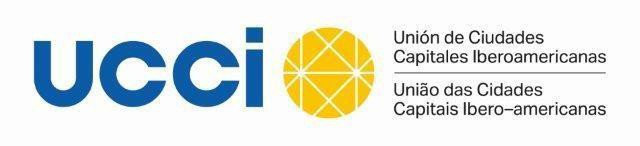 ucci
Unión de Ciudades
Capitales Iberoamericanas
União das Cidades
Capitais Ibero–americanas